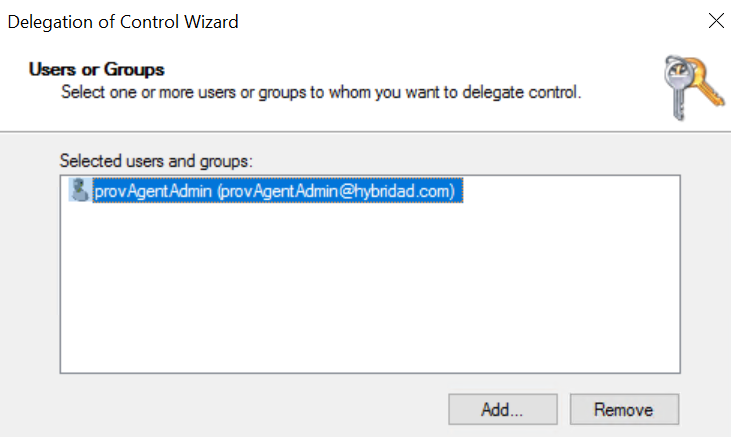 Delegation of Control Wizard
Users or Groups
Select one or more users or groups to whom you want to delegate control.
Selected users and groups:
provAgentAdmin (provAgentAdmin@hybridad.com)
Add...
Remove